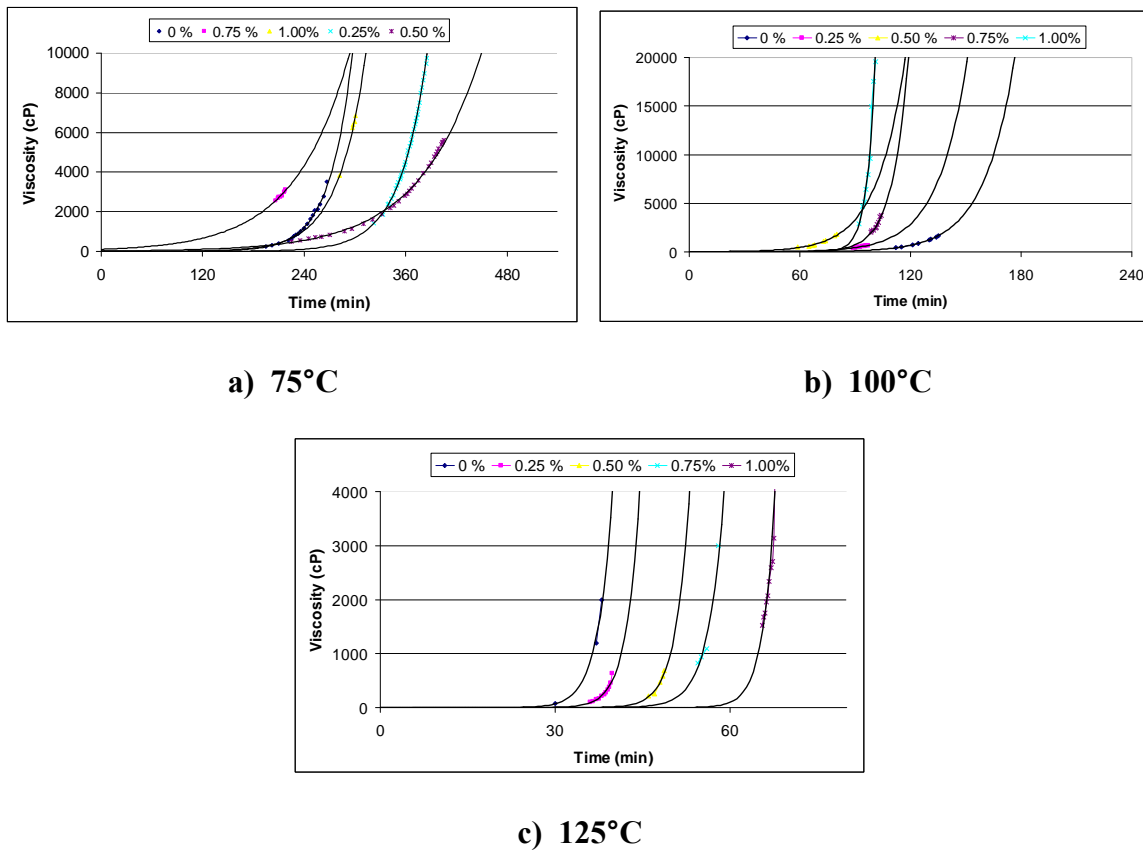 0 % 0.75 % 1.00% 0.25% 0.50 %
10000
8000
6000
4000
2000
0
Viscosity (cP)
0 120 240 360 480
Time (min)
a) 75°C
0 % 0.25 % 0.50 % 0.75% 1.00%
20000
15000
10000
5000
0
Viscosity (cP)
0 60 120 180 240
Time (min)
b) 100°C
0 % 0.25 % 0.50 % 0.75% 1.00%
4000
3000
2000
1000
0
Viscosity (cP)
0 30 60
Time (min)
c) 125°C